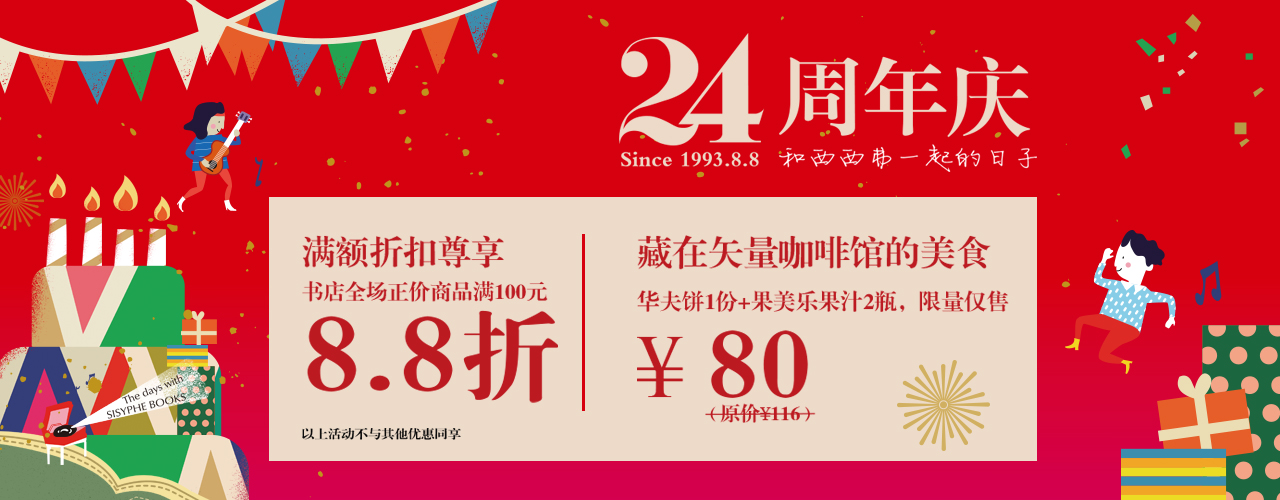 24周年庆
Since 1993.8.8 和西西弗一起的日子
满额折扣尊享
书店全场正价商品满100元
8.8折
以上活动不与其他优惠同享
藏在矢量咖啡馆的美食
华夫饼1份+果美乐果汁2瓶，限量仅售
¥80
（原价¥116）
The days with
SISYPHE BOOKS